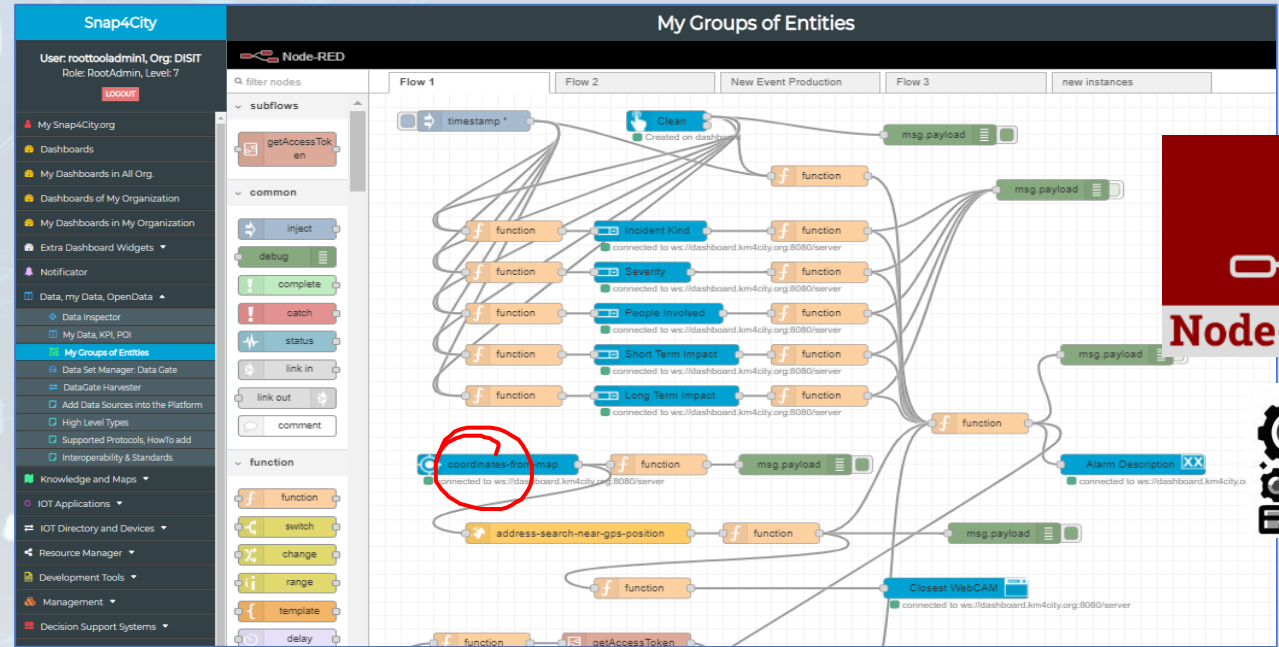 Snap4City
My Groups of Entities
User: roottooladmin1, Org: DISIT
Role: RootAdmin, Level: 7
LOGOUT
My Snap4City.org
Dashboards
My Dashboards in All Org.
Dashboards of My Organization
My Dashboards in My Organization
Extra Dashboard Widgets
Notificator
Data, my Data, OpenData
Data Inspector
My Data, KPI, POI
My Groups of Entities
Data Set Manager: Data Gate
DataGate Harvester
Add Data Sources into the Platform
High Level Types
Supported Protocols, HowTo add
Interoperability & Standards
Knowledge and Maps
IOT Applications
IOT Directory and Devices
Resource Manager
Development Tools
Management
Decision Support Systems
Node-RED
filter nodes
subflows
getAccessTok
en
common
inject
debug
complete
catch
status
link in
link out
comment
function
function
switch
change
range
template
delay
Flow 1
Flow 2
New Event Production
Flow 3
new instances
timestamp *
Clean
Created on dashboard
msg.payload
function
msg.payload
function
Incident Kind
function
connected to ws://dashboard.km4city.org:8080/server
function
Severity
function
connected to ws://dashboard.km4city.org:8080/server
function
People Involved
function
connected to ws://dashboard.km4city.org:8080/server
function
Short Term Impact
function
connected to ws://dashboard.km4city.org:8080/server
msg.payload
function
Long Term Impact
function
connected to ws://dashboard.km4city.org:8080/server
function
coordinates-from-map
function
msg.payload
connected to ws://dashboard.km4city.org:8080/server
Alarm Description
XX
connected to ws://dashboard.km4city.o
address-search-near-gps-position
function
msg.payload
function
Closest WebCAM
connected to ws://dashboard.km4city.org:8080/server
function
getAccessToken
Node